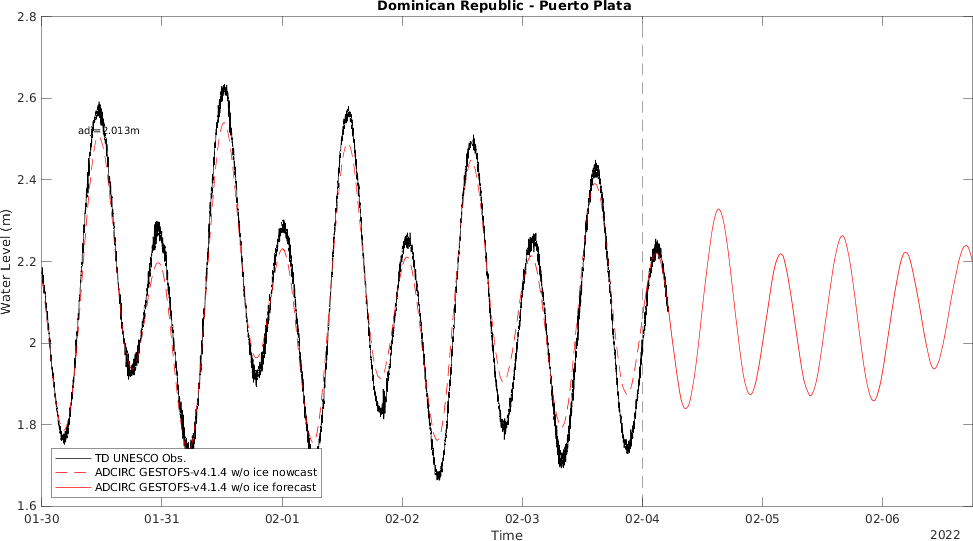 Dominican Republic - Puerto Plata
2.8
2.6
2.4
2.2
2
1.8
1.6
Water Level (m)
adj=2.013m
TD UNESCO Obs.
ADCIRC GESTOFS-v4.1.4 w/o ice nowcast
ADCIRC GESTOFS-v4.1.4 w/o ice forecast
01-30 01-31 02-01 02-02 02-03 02-04 02-05 02-06
Time
2022